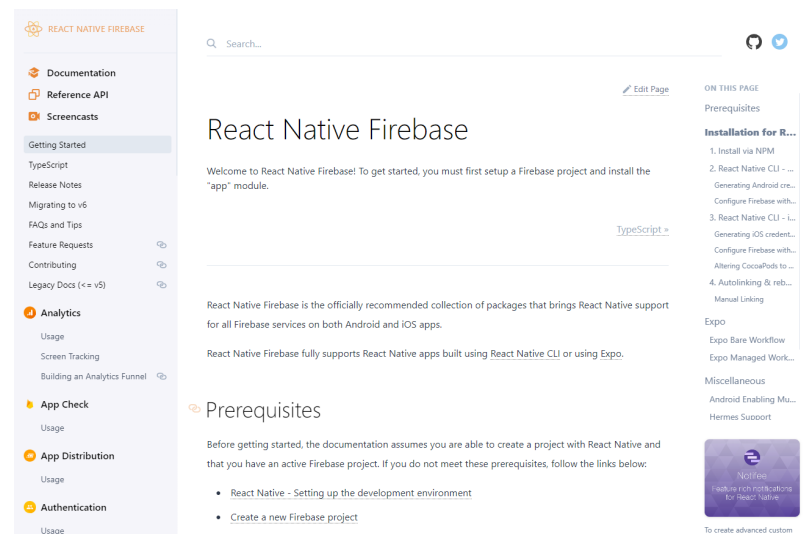 REACT NATIVE FIREBASE
Documentation
Reference API
Screencasts
Getting Started
TypeScript
Release Notes
Migrating to v6
FAQs and Tips
Feature Requests
Contributing
Legacy Docs (<= v5)
Analytics
Usage
Screen Tracking
Building an Analytics Funnel
App Check
Usage
App Distribution
Usage
Authentication
Usage
Search...
Edit Page
React Native Firebase
Welcome to React Native Firebase! To get started, you must first setup a Firebase project and install the
"app" module.
TypeScript »
React Native Firebase is the officially recommended collection of packages that brings React Native support
for all Firebase services on both Android and iOS apps.
React Native Firebase fully supports React Native apps built using React Native CLI or using Expo.
Prerequisites
Before getting started, the documentation assumes you are able to create a project with React Native and
that you have an active Firebase project. If you do not meet these prerequisites, follow the links below:
• React Native - Setting up the development environment
• Create a new Firebase project
ON THIS PAGE
Prerequisites
Installation for R...
1. Install via NPM
2. React Native CLI - ...
Generating Android cre...
Configure Firebase with...
3. React Native CLI - i...
Generating iOS credent...
Configure Firebase with...
Altering CocoaPods to ...
4. Autolinking & reb...
Manual Linking
Expo
Expo Bare Workflow
Expo Managed Work...
Miscellaneous
Android Enabling Mu...
Hermes Support
Notifee
Feature rich notifications
for React Native
To create advanced custom